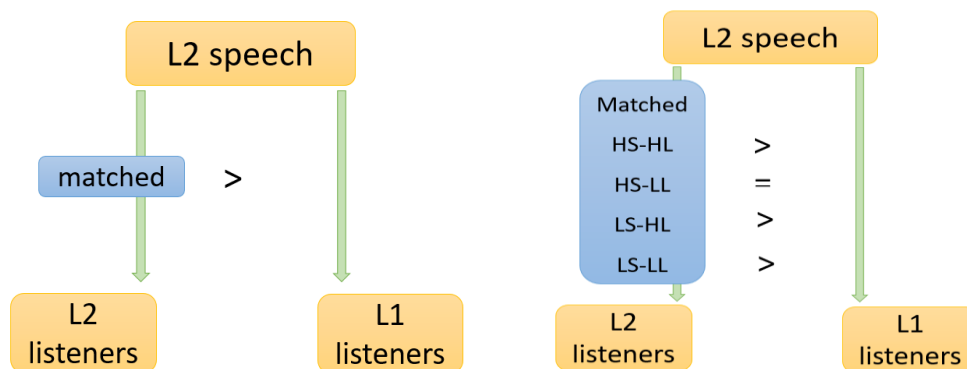 L2 speech
matched >
L2
listeners
L1
listeners
L2 speech
Matched
HS-HL >
HS-LL =
LS-HL >
LS-LL >
L2
listeners
L1
listeners